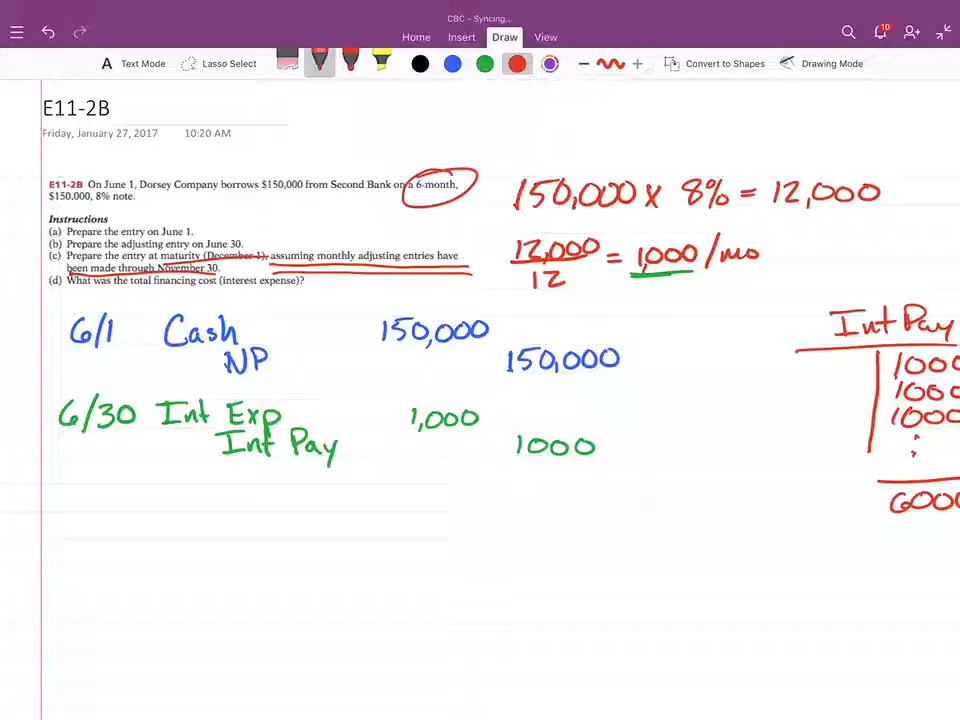 CBC - Syncing...
Home Insert Draw View
10
A Text Mode Lasso Select Convert to Shapes Drawing Mode
E11-2B
Friday, January 27, 2017 10:20 AM
E11-2B On June 1, Dorsey Company borrows $150,000 from Second Bank on a 6-month,
$150,000, 8% note.
Instructions
(a) Prepare the entry on June 1.
(b) Prepare the adjusting entry on June 30.
(c) Prepare the entry at maturity (December 1), assuming monthly adjusting entries have
been made through November 30.
(d) What was the total financing cost (interest expense)?
150,000 x 8% = 12,000
12,000
12
= 1,000 /mo
6/1 Cash 150,000
NP 150,000
6/30 Int Exp 1,000
Int Pay 1000
Int Pay
1000
1000
1000
:
6000